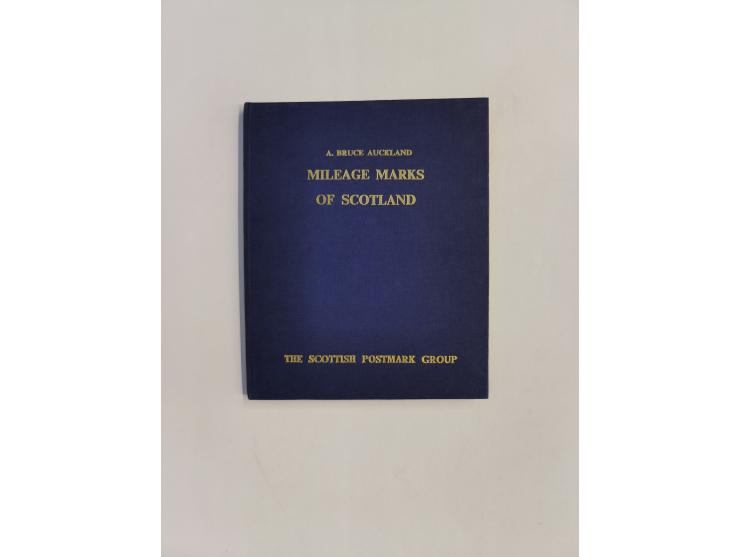 A. BRUCE AUCKLAND
MILEAGE MARKS
OF SCOTLAND
THE SCOTTISH POSTMARK GROUP